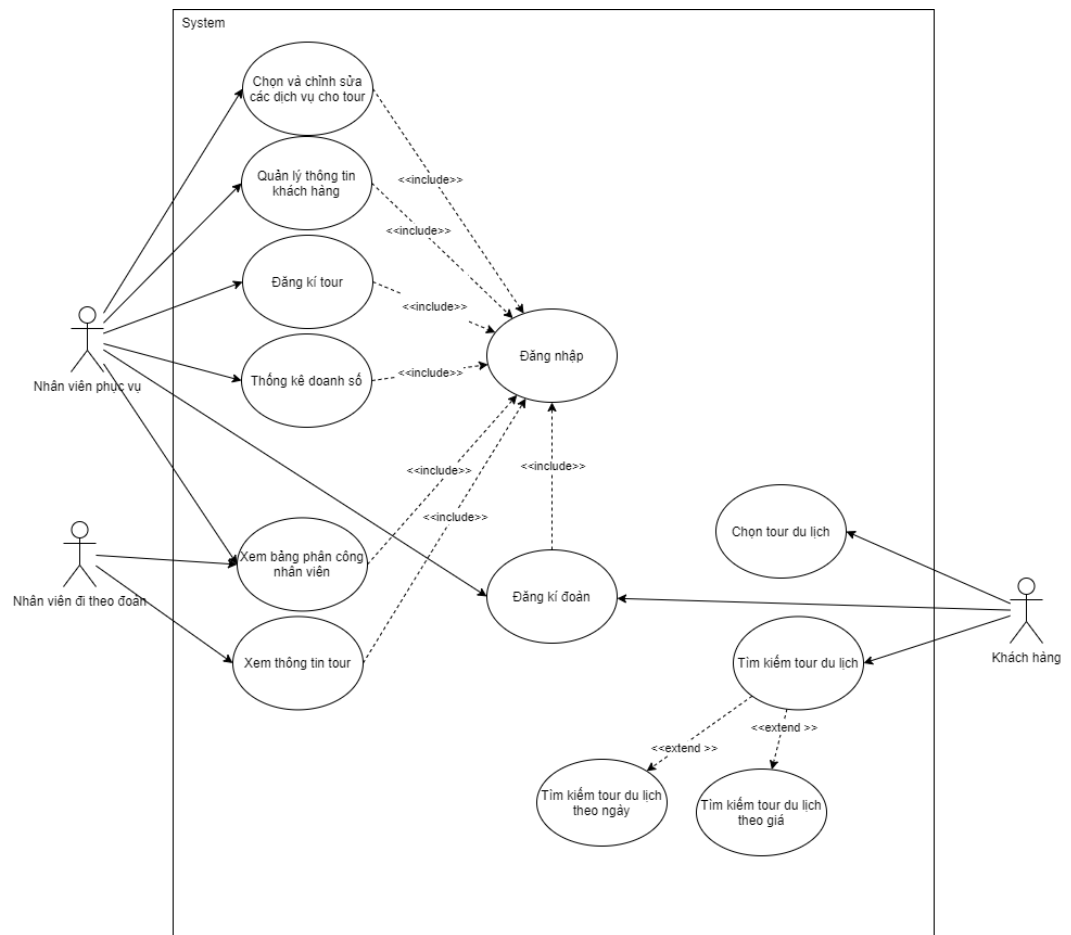 System
Chọn và chỉnh sửa
các dịch vụ cho tour
Quản lý thông tin
khách hàng
<<include>>
<<include>>
Đăng kí tour
<<include>>
Nhân viên phục vụ
Thống kê doanh số
<<include>>
Đăng nhập
<<include>>
<<include>>
<<include>>
Nhân viên đi theo đoàn
Xem bảng phân công
nhân viên
Chọn tour du lịch
Đăng kí đoàn
Xem thông tin tour
Tìm kiếm tour du lịch
Khách hàng
<<extend >>
<<extend >>
Tìm kiếm tour du lịch
theo ngày
Tìm kiếm tour du lịch
theo giá